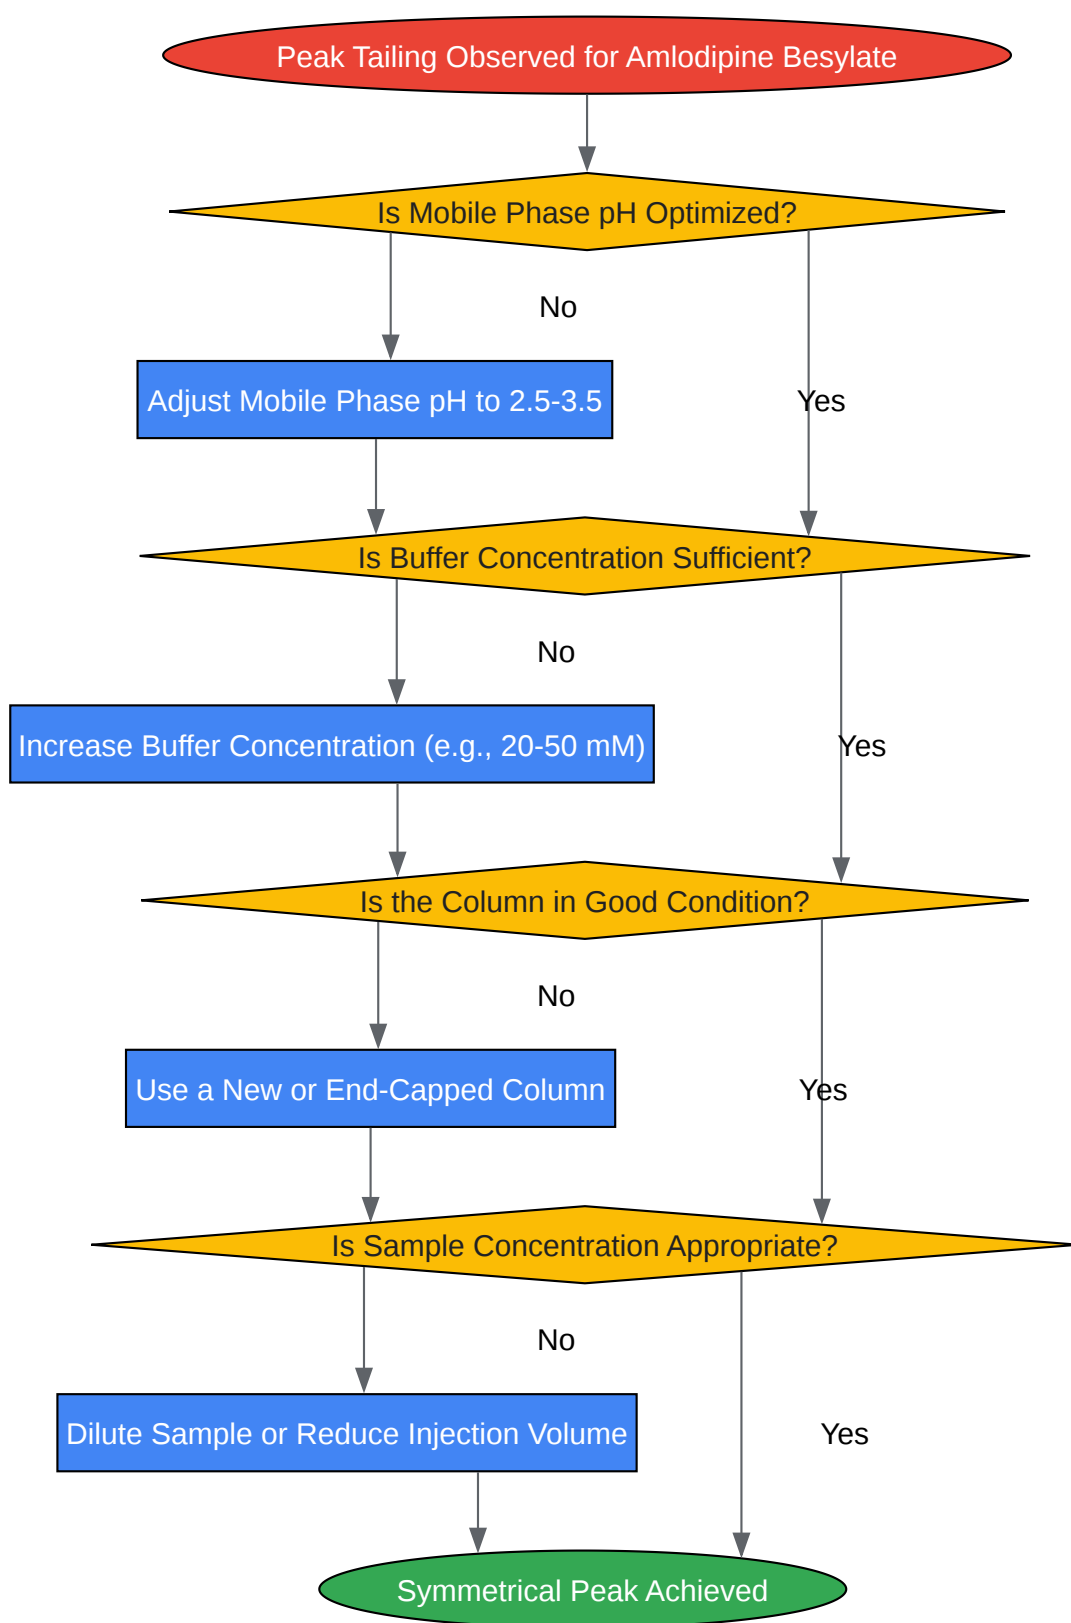 Peak Tailing Observed for Amlodipine Besylate
Is Mobile Phase pH Optimized?
No
Adjust Mobile Phase pH to 2.5-3.5
Yes
Is Buffer Concentration Sufficient?
No
Increase Buffer Concentration (e.g., 20-50 mM)
Yes
Is the Column in Good Condition?
No
Use a New or End-Capped Column
Yes
Is Sample Concentration Appropriate?
No
Dilute Sample or Reduce Injection Volume
Yes
Symmetrical Peak Achieved